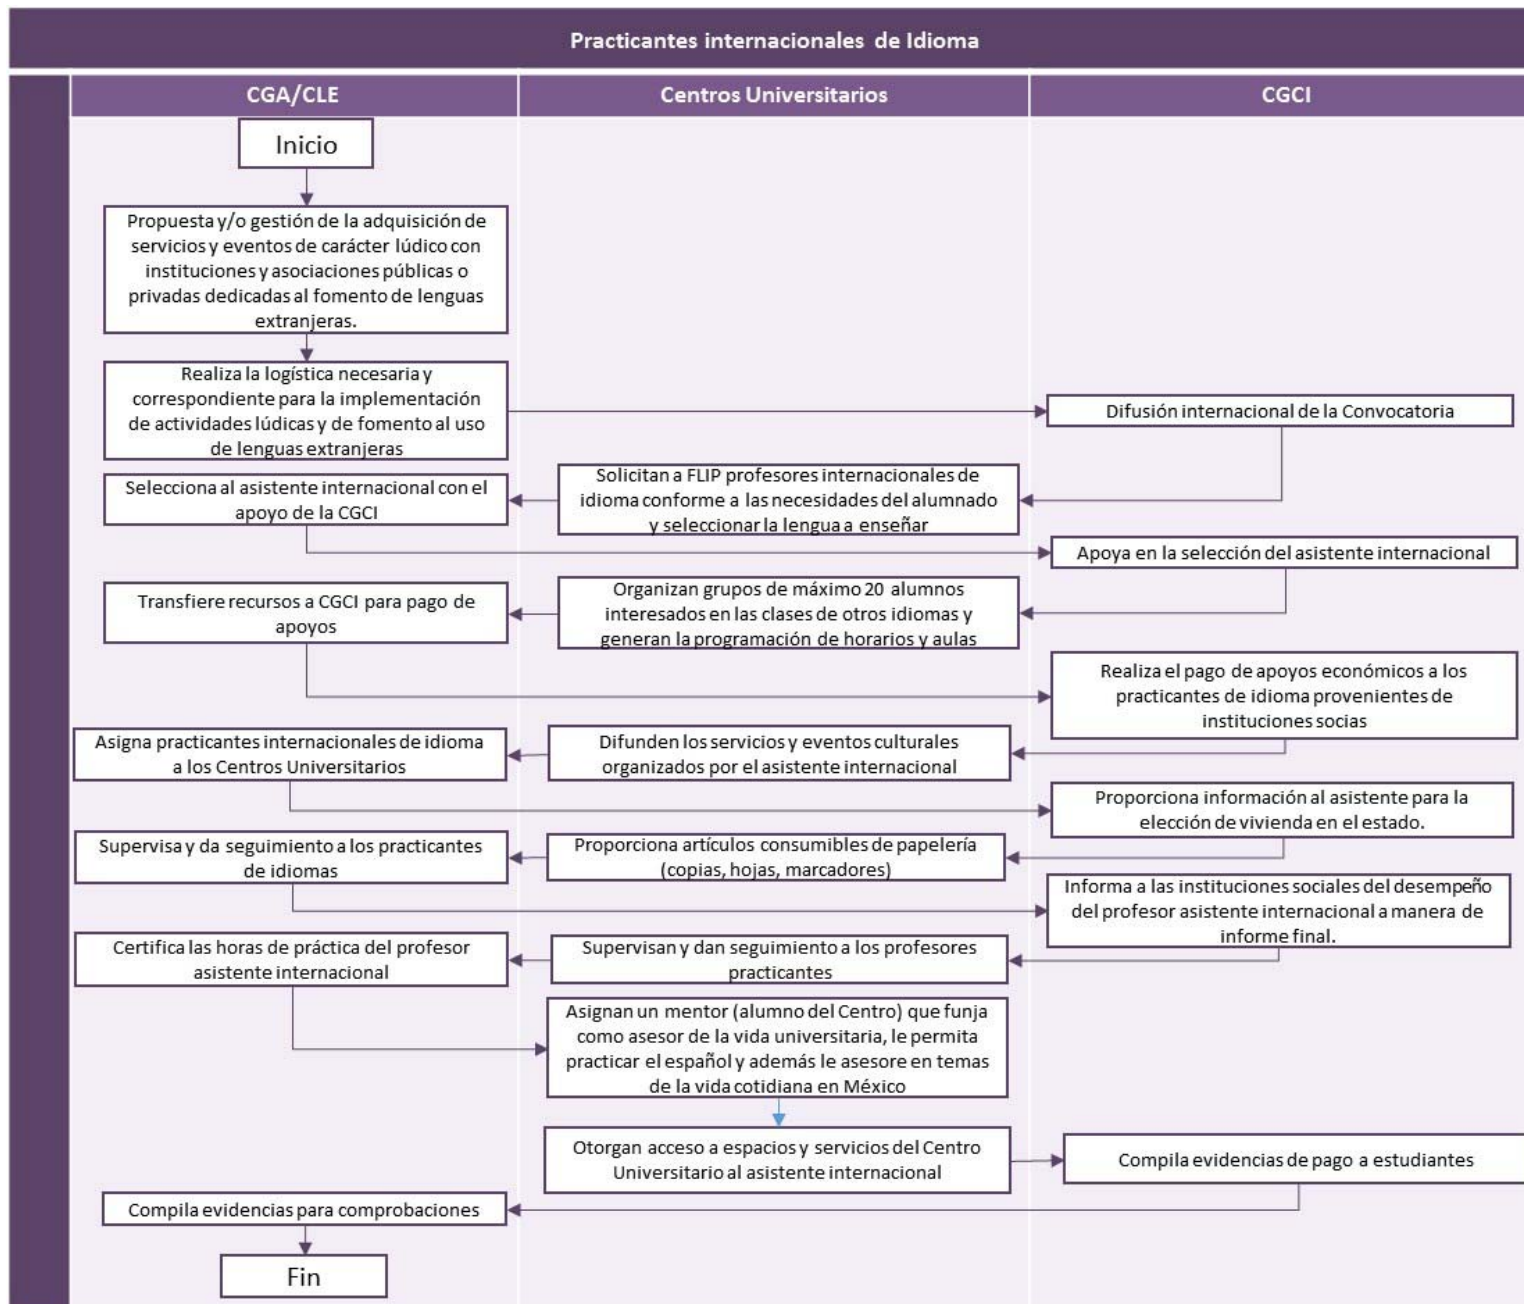 Practicantes internacionales de Idioma
CGA/CLE
Centros Universitarios
CGCI
Inicio
Propuesta y/o gestión de la adquisición de
servicios y eventos de carácter lúdico con
instituciones y asociaciones públicas o
privadas dedicadas al fomento de lenguas
extranjeras.
Realiza la logística necesaria y
correspondiente para la implementación
de actividades lúdicas y de fomento al uso
de lenguas extranjeras
Difusión internacional de la Convocatoria
Solicitan a FLIP profesores internacionales de
idioma conforme a las necesidades del alumnado
y seleccionar la lengua a enseñar
Selecciona al asistente internacional con el
apoyo de la CGCI
Apoya en la selección del asistente internacional
Organizan grupos de máximo 20 alumnos
interesados en las clases de otros idiomas y
generan la programación de horarios y aulas
Transfiere recursos a CGCI para pago de
apoyos
Realiza el pago de apoyos económicos a los
practicantes de idioma provenientes de
instituciones socias
Difunden los servicios y eventos culturales
organizados por el asistente internacional
Asigna practicantes internacionales de idioma
a los Centros Universitarios
Proporciona información al asistente para la
elección de vivienda en el estado.
Proporciona artículos consumibles de papelería
(copias, hojas, marcadores)
Supervisa y da seguimiento a los practicantes
de idiomas
Informa a las instituciones sociales del desempeño
del profesor asistente internacional a manera de
informe final.
Supervisan y dan seguimiento a los profesores
practicantes
Certifica las horas de práctica del profesor
asistente internacional
Asignan un mentor (alumno del Centro) que funja
como asesor de la vida universitaria, le permita
practicar el español y además le asesore en temas
de la vida cotidiana en México
Otorgan acceso a espacios y servicios del Centro
Universitario al asistente internacional
Compila evidencias de pago a estudiantes
Compila evidencias para comprobaciones
Fin